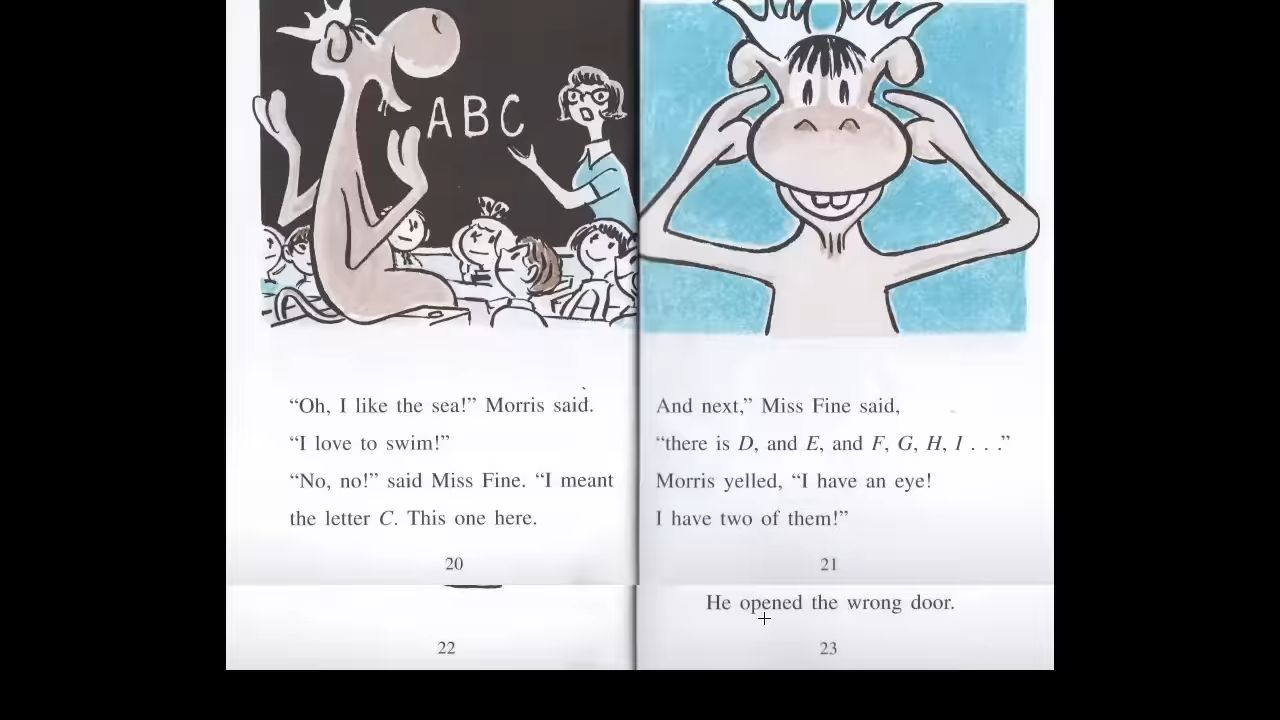 A B C
“Oh, I like the sea!” Morris said.
“I love to swim!”
“No, no!” said Miss Fine. “I meant
the letter C. This one here.
20
And next,” Miss Fine said,
“there is D, and E, and F, G, H, I . . .”
Morris yelled, “I have an eye!
I have two of them!”
21
22
He opened the wrong door.
23